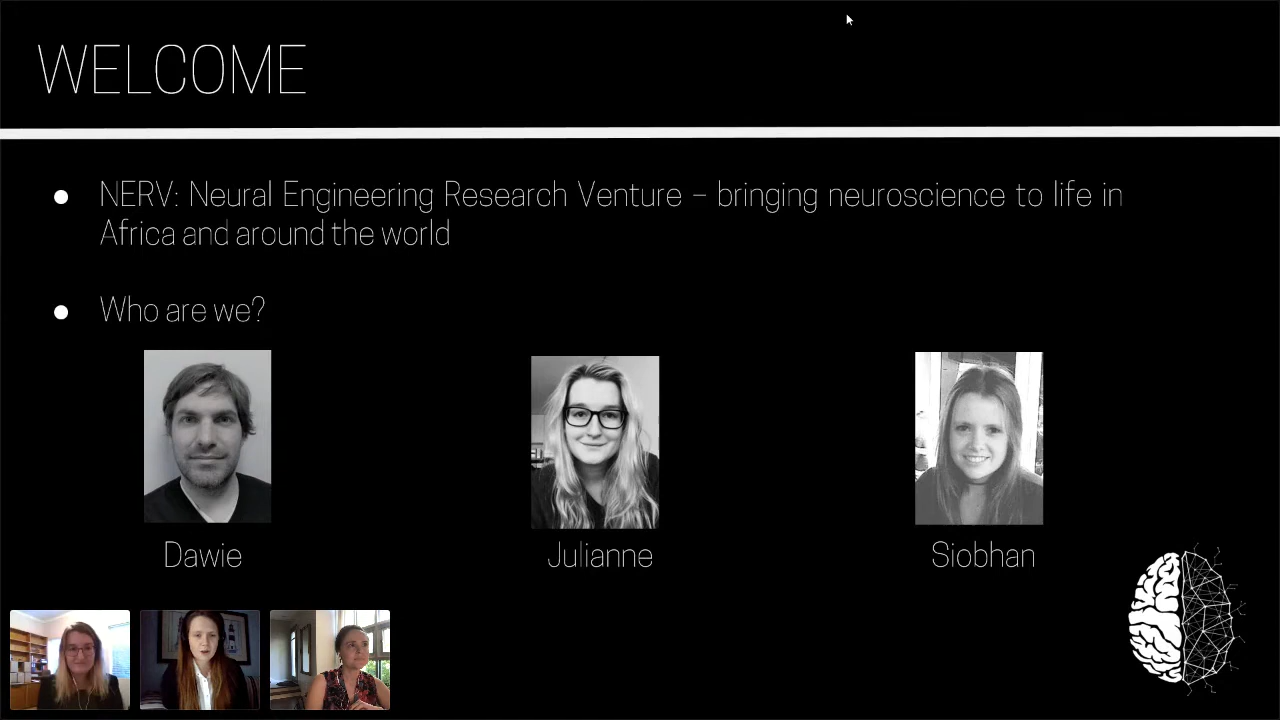 WELCOME
NERV: Neural Engineering Research Venture – bringing neuroscience to life in
Africa and around the world
Who are we?
Dawie
Julianne
Siobhan